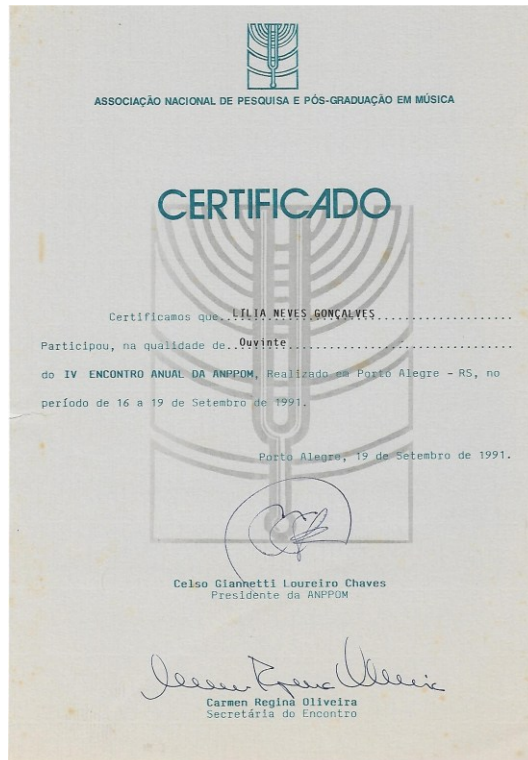 ASSOCIAÇÃO NACIONAL DE PESQUISA E PÓS-GRADUAÇÃO EM MÚSICA
CERTIFICADO
Certificamos que..LILIA NEVES GONÇALVES......................
Participou, na qualidade de..Ouvinte...................................
do IV ENCONTRO ANUAL DA ANPPOM, Realizado em Porto Alegre - RS, no
período de 16 a 19 de Setembro de 1991.
Porto Alegre, 19 de Setembro de 1991.
Celso Giannetti Loureiro Chaves
Presidente da ANPPOM
Carmen Regina Oliveira
Secretária do Encontro